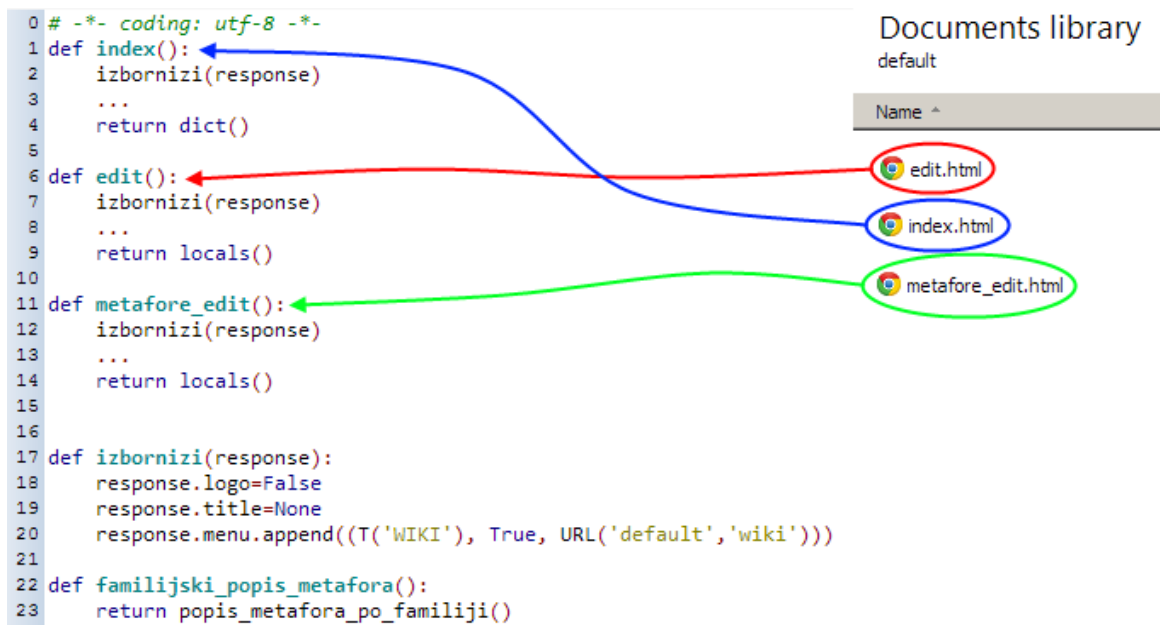 0 # -*- coding: utf-8 -*-
1 def index():
2     izbornizi(response)
3     ...
4     return dict()
5
6 def edit():
7     izbornizi(response)
8     ...
9     return locals()
10
11 def metafore_edit():
12     izbornizi(response)
13     ...
14     return locals()
15
16
17 def izbornizi(response):
18     response.logo=False
19     response.title=None
20     response.menu.append((T('WIKI'), True, URL('default','wiki')))
21
22 def familijski_popis_metafora():
23     return popis_metafora_po_familiji()
Documents library
default
Name
edit.html
index.html
metafore_edit.html